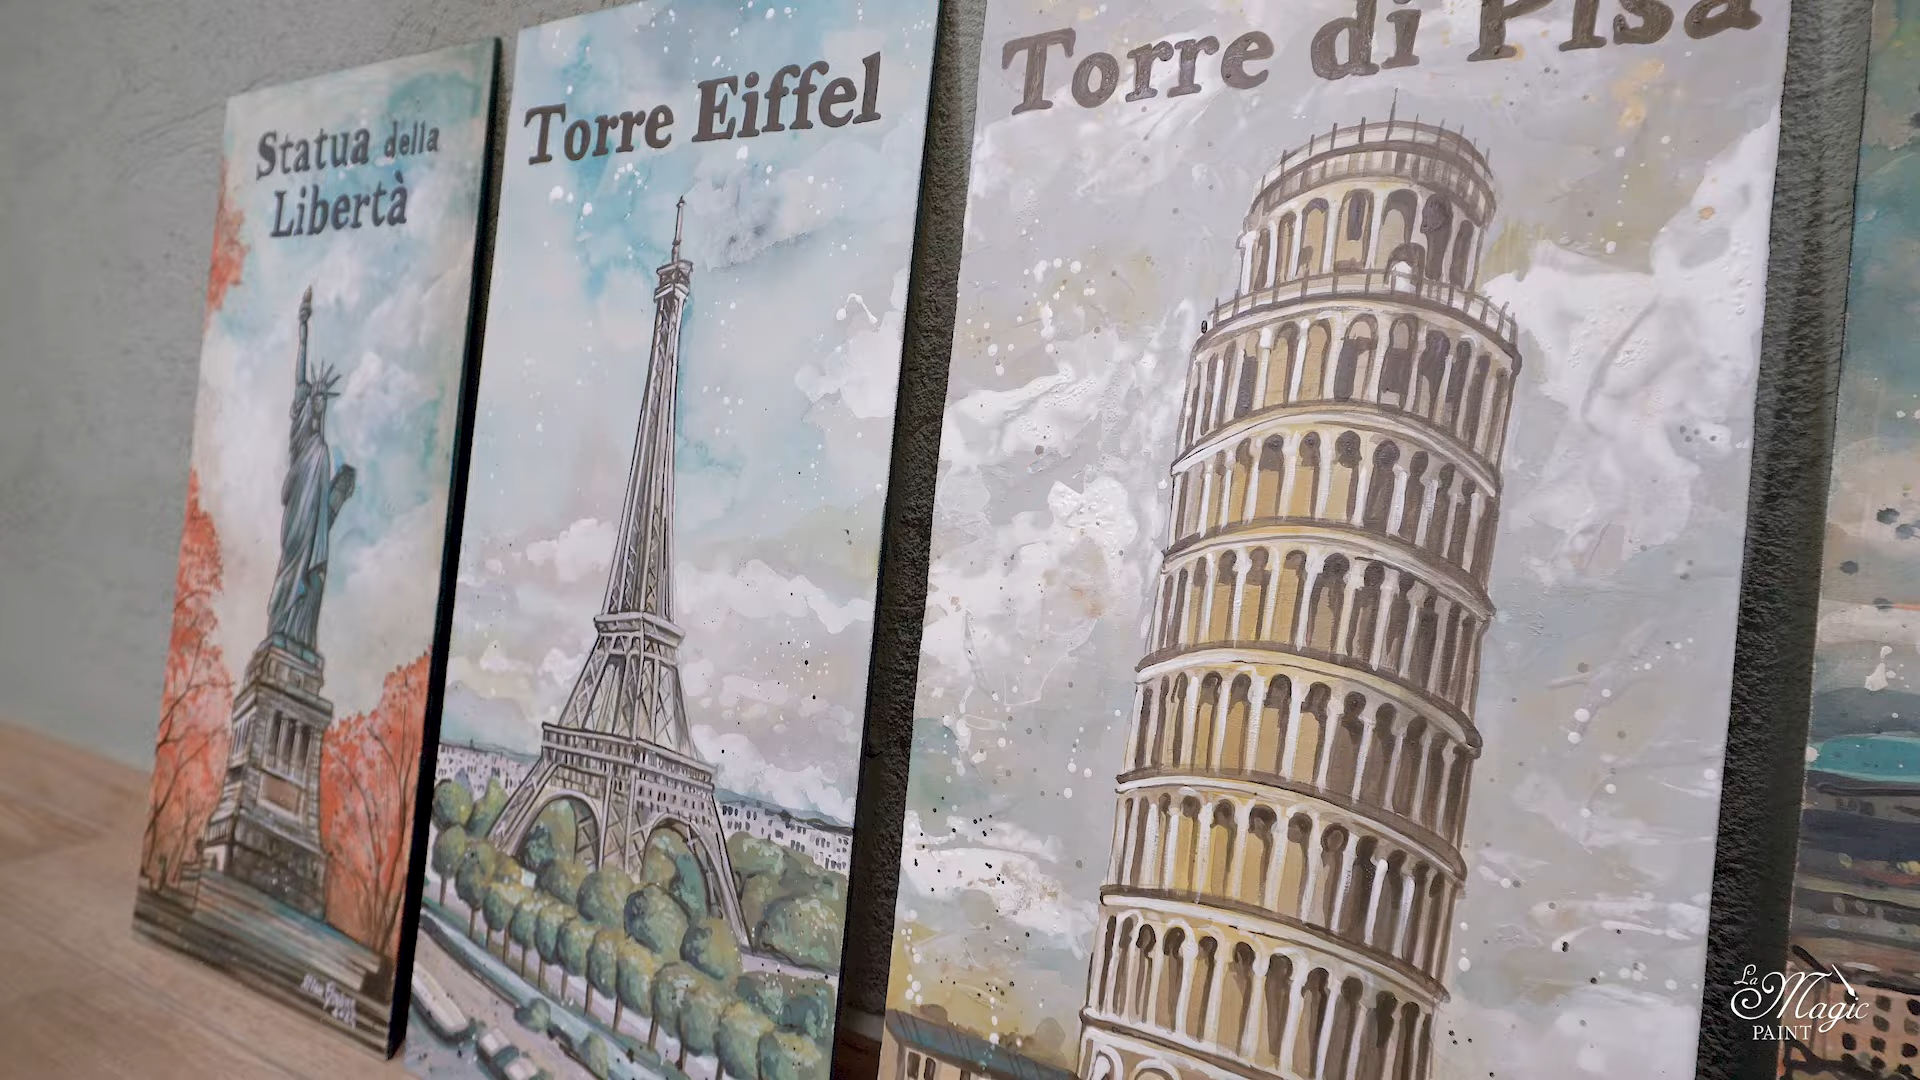 Statua della
Libertà
Torre Eiffel
Torre di Pisa
La
Magic
PAINT